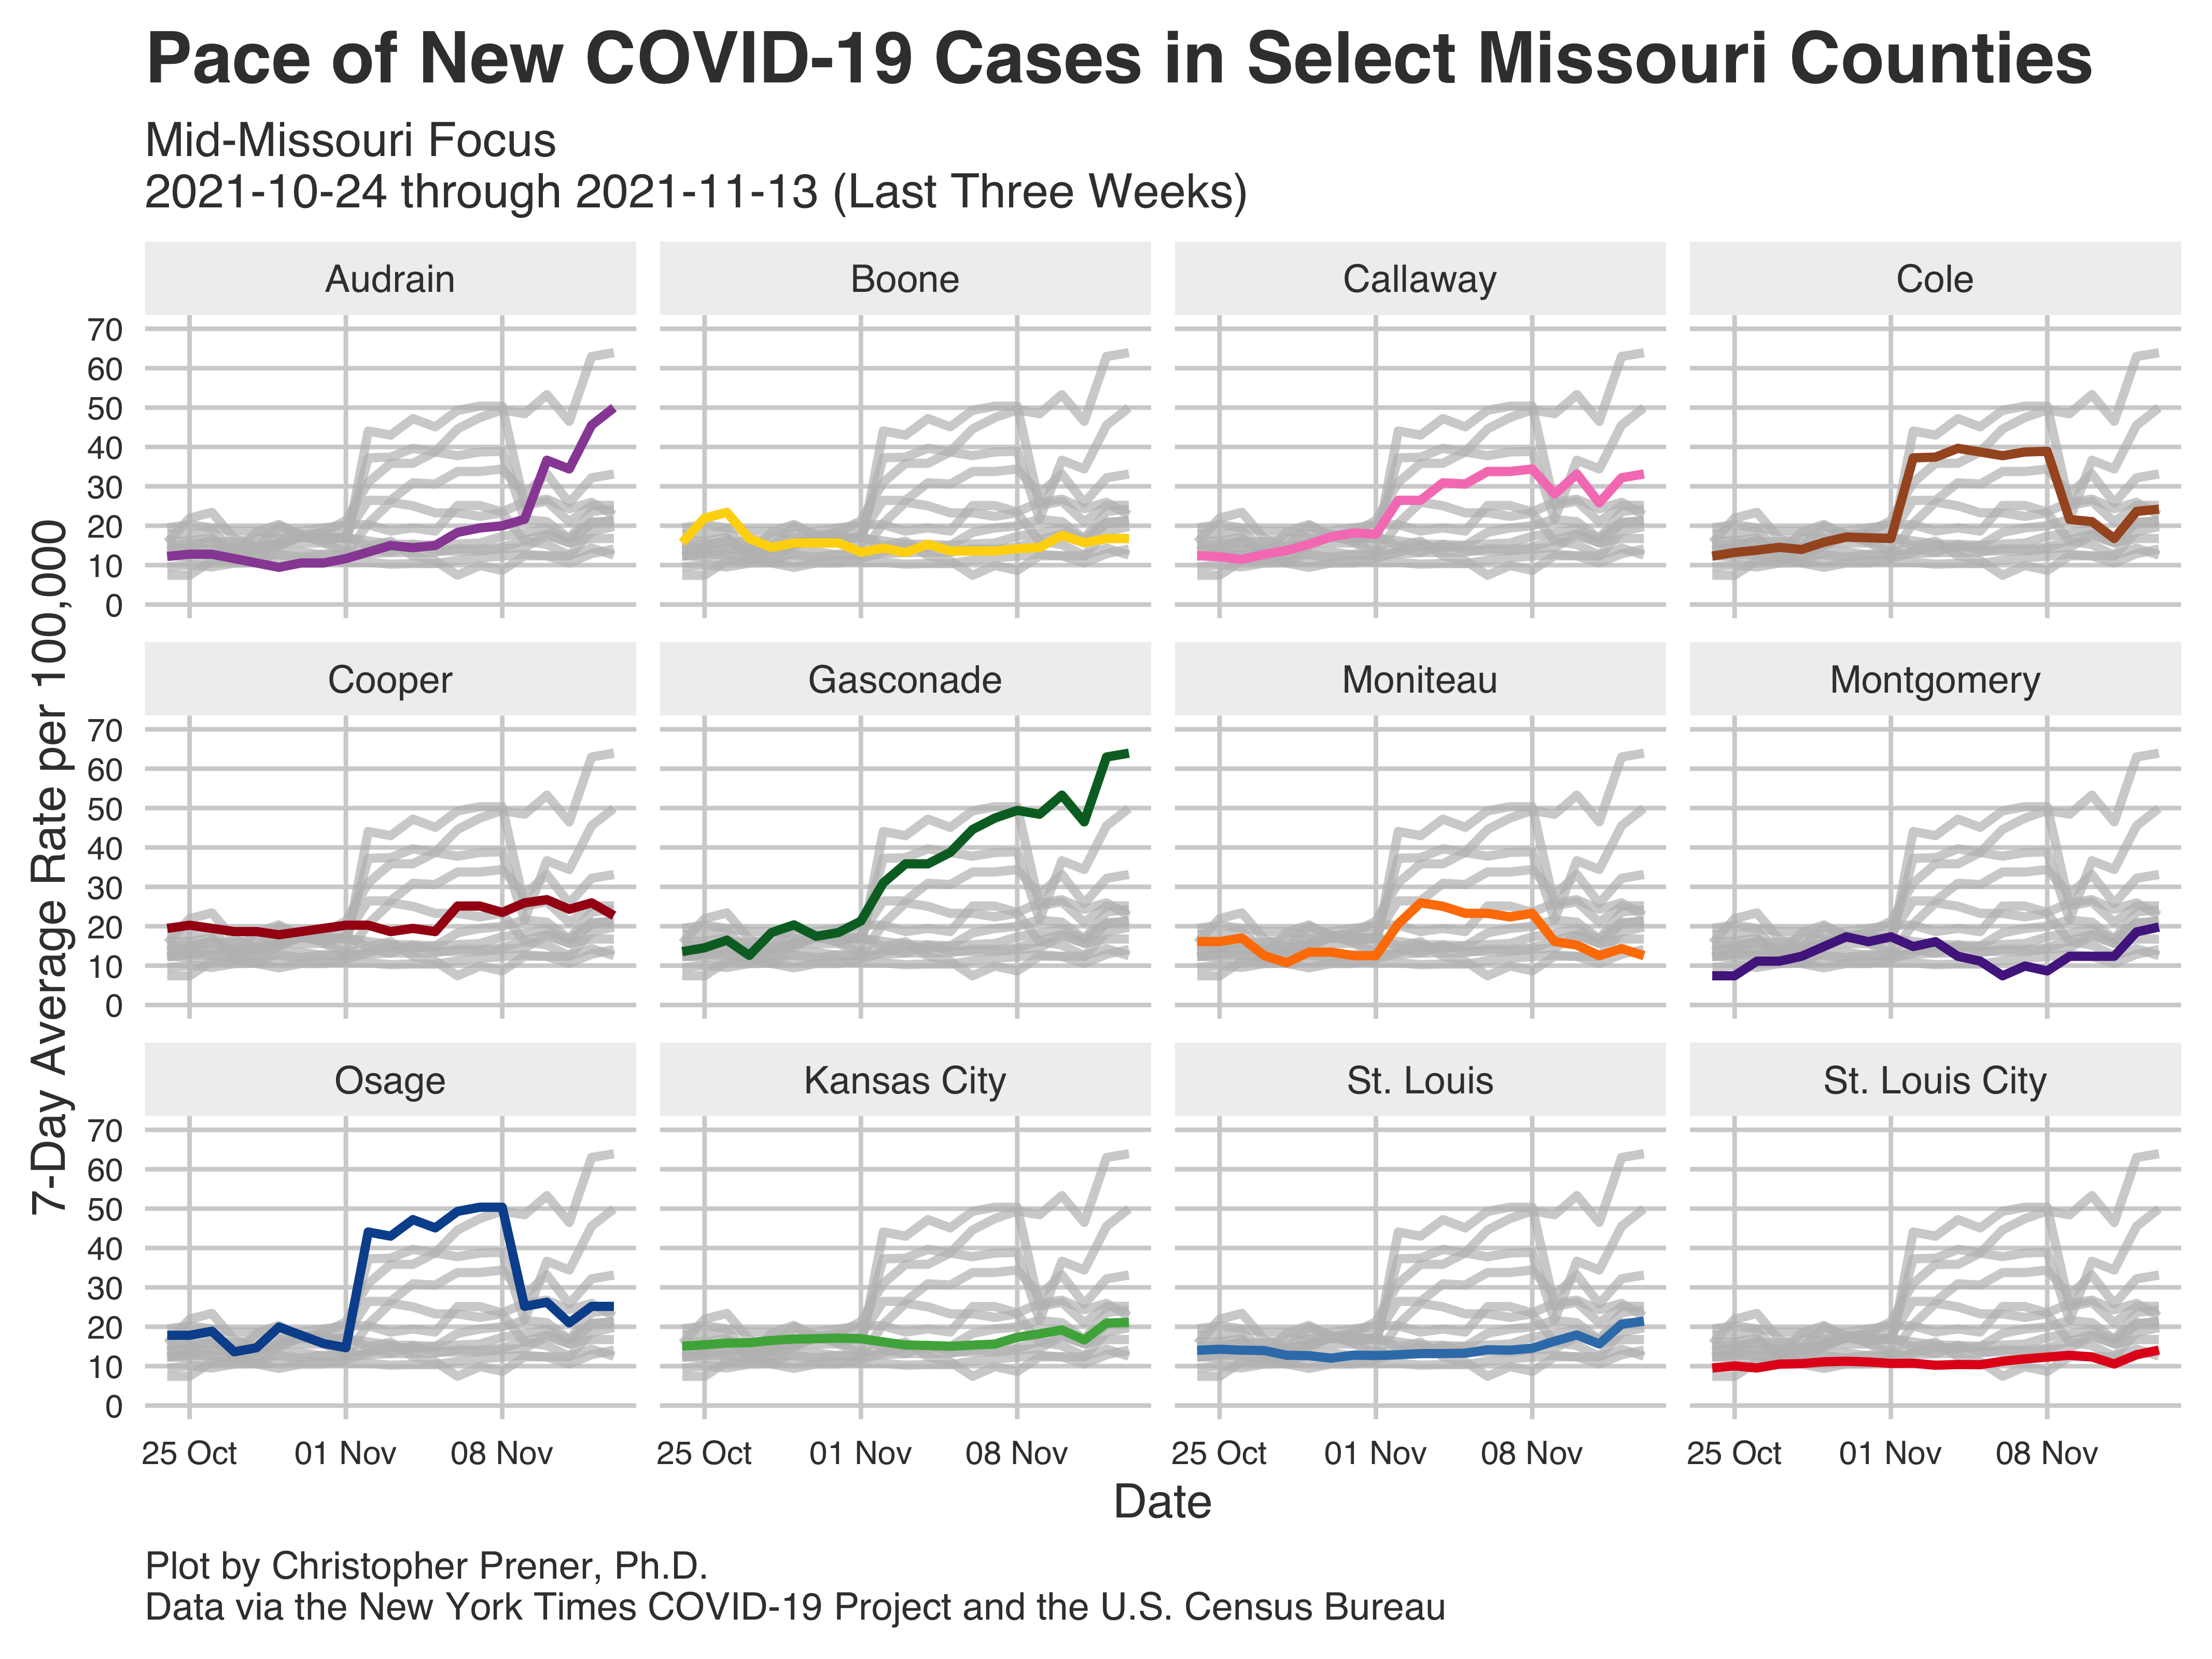 Pace of New COVID-19 Cases in Select Missouri Counties
Mid-Missouri Focus
2021-10-24 through 2021-11-13 (Last Three Weeks)
7-Day Average Rate per 100,000
Audrain
Boone
Callaway
Cole
70
60
50
40
30
20
10
0
Cooper
Gasconade
Moniteau
Montgomery
70
60
50
40
30
20
10
0
Osage
Kansas City
St. Louis
St. Louis City
70
60
50
40
30
20
10
0
25 Oct 01 Nov 08 Nov
25 Oct 01 Nov 08 Nov
25 Oct 01 Nov 08 Nov
25 Oct 01 Nov 08 Nov
Date
Plot by Christopher Prener, Ph.D.
Data via the New York Times COVID-19 Project and the U.S. Census Bureau